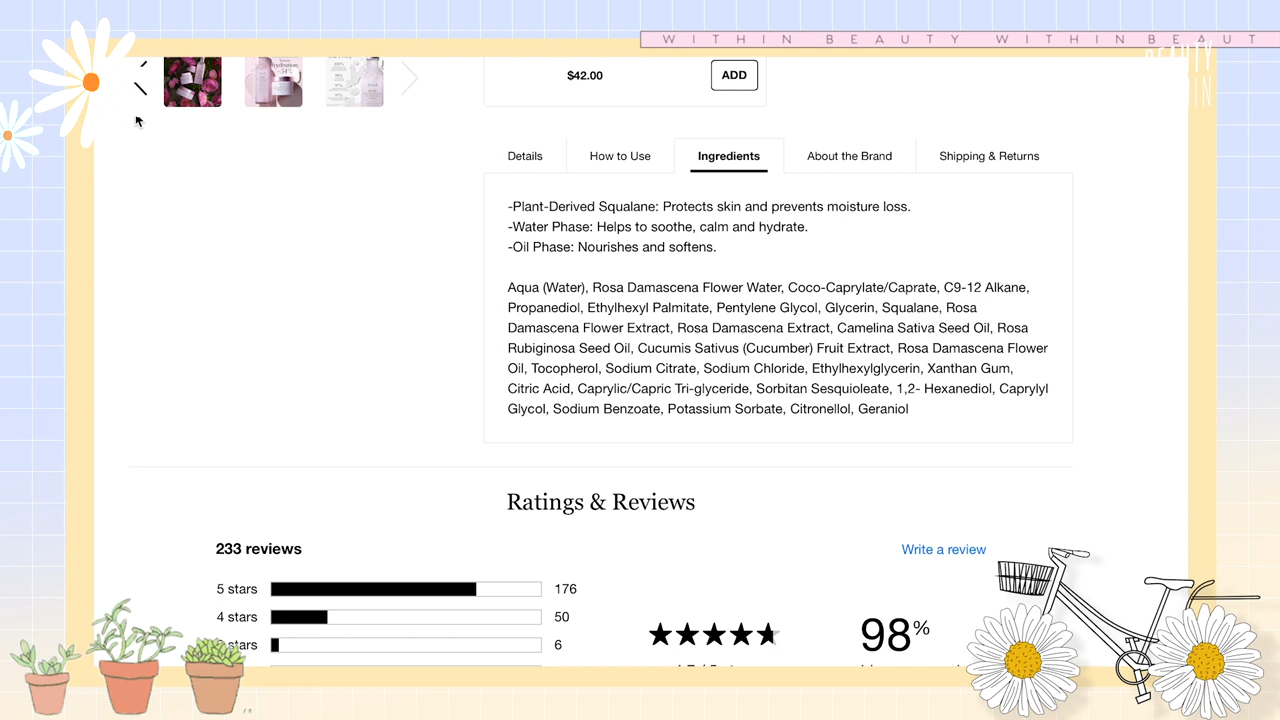 WITHIN BEAUTY WITHIN BEAUT
$42.00
ADD
Details
How to Use
Ingredients
About the Brand
Shipping & Returns
-Plant-Derived Squalane: Protects skin and prevents moisture loss.
-Water Phase: Helps to soothe, calm and hydrate.
-Oil Phase: Nourishes and softens.
Aqua (Water), Rosa Damascena Flower Water, Coco-Caprylate/Caprate, C9-12 Alkane,
Propanediol, Ethylhexyl Palmitate, Pentylene Glycol, Glycerin, Squalane, Rosa
Damascena Flower Extract, Rosa Damascena Extract, Camelina Sativa Seed Oil, Rosa
Rubiginosa Seed Oil, Cucumis Sativus (Cucumber) Fruit Extract, Rosa Damascena Flower
Oil, Tocopherol, Sodium Citrate, Sodium Chloride, Ethylhexylglycerin, Xanthan Gum,
Citric Acid, Caprylic/Capric Tri-glyceride, Sorbitan Sesquioleate, 1,2- Hexanediol, Caprylyl
Glycol, Sodium Benzoate, Potassium Sorbate, Citronellol, Geraniol
Ratings & Reviews
233 reviews
Write a review
5 stars 176
4 stars 50
stars 6
98%